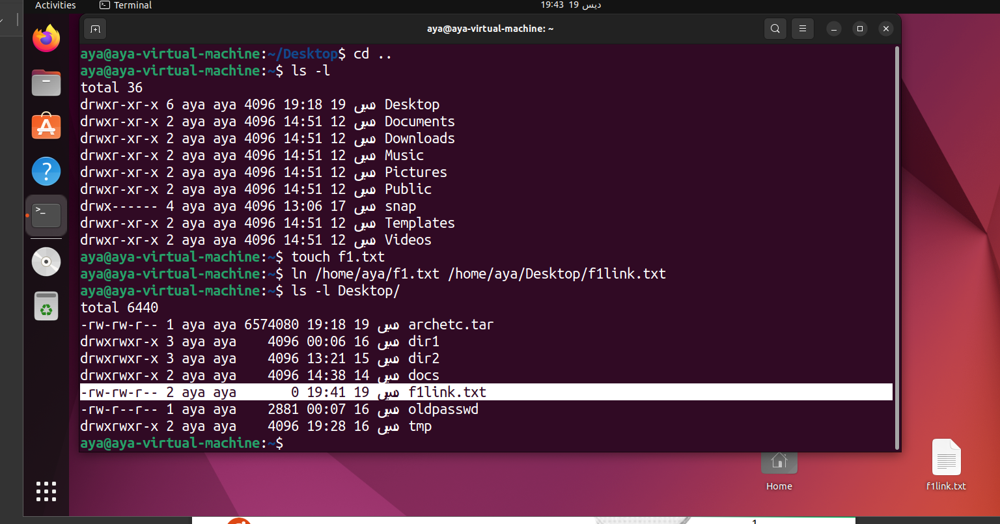 Activities
Terminal
19:43 19 ديس
aya@aya-virtual-machine: ~
aya@aya-virtual-machine:~/Desktop$ cd ..
aya@aya-virtual-machine:~$ ls -l
total 36
drwxr-xr-x 6 aya aya 4096 19:18 19 ديس Desktop
drwxr-xr-x 2 aya aya 4096 14:51 12 ديس Documents
drwxr-xr-x 2 aya aya 4096 14:51 12 ديس Downloads
drwxr-xr-x 2 aya aya 4096 14:51 12 ديس Music
drwxr-xr-x 2 aya aya 4096 14:51 12 ديس Pictures
drwxr-xr-x 2 aya aya 4096 14:51 12 ديس Public
drwx------ 4 aya aya 4096 13:06 17 ديس snap
drwxr-xr-x 2 aya aya 4096 14:51 12 ديس Templates
drwxr-xr-x 2 aya aya 4096 14:51 12 ديس Videos
aya@aya-virtual-machine:~$ touch f1.txt
aya@aya-virtual-machine:~$ ln /home/aya/f1.txt /home/aya/Desktop/f1link.txt
aya@aya-virtual-machine:~$ ls -l Desktop/
total 6440
-rw-rw-r-- 1 aya aya 6574080 19:18 19 ديس archetc.tar
drwxrwxr-x 3 aya aya    4096 00:06 16 ديس dir1
drwxrwxr-x 3 aya aya    4096 13:21 15 ديس dir2
drwxrwxr-x 2 aya aya    4096 14:38 14 ديس docs
-rw-rw-r-- 2 aya aya       0 19:41 19 ديس f1link.txt
-rw-r--r-- 1 aya aya    2881 00:07 16 ديس oldpasswd
drwxrwxr-x 2 aya aya    4096 19:28 16 ديس tmp
aya@aya-virtual-machine:~$
Home
f1link.txt